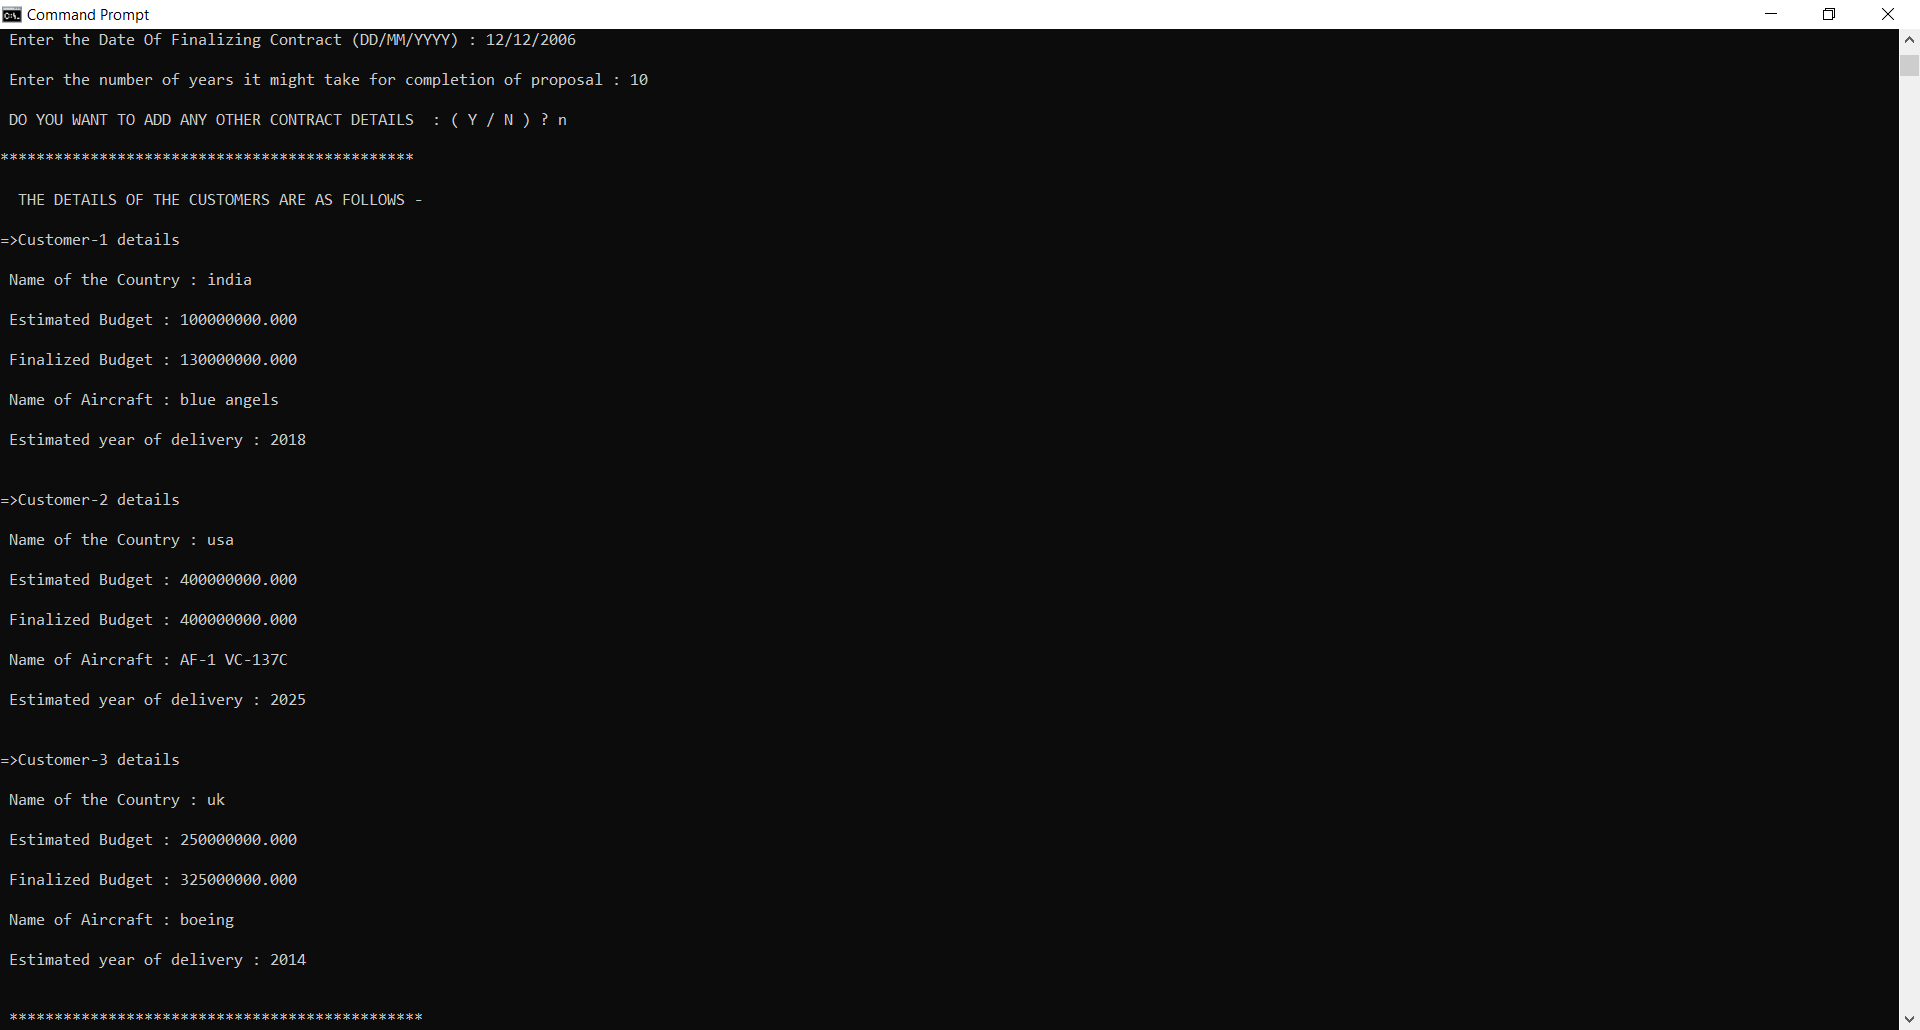 Command Prompt
Enter the Date Of Finalizing Contract (DD/MM/YYYY) : 12/12/2006
Enter the number of years it might take for completion of proposal : 10
DO YOU WANT TO ADD ANY OTHER CONTRACT DETAILS  : ( Y / N ) ? n
**********************************************
THE DETAILS OF THE CUSTOMERS ARE AS FOLLOWS -
=>Customer-1 details
Name of the Country : india
Estimated Budget : 100000000.000
Finalized Budget : 130000000.000
Name of Aircraft : blue angels
Estimated year of delivery : 2018
=>Customer-2 details
Name of the Country : usa
Estimated Budget : 400000000.000
Finalized Budget : 400000000.000
Name of Aircraft : AF-1 VC-137C
Estimated year of delivery : 2025
=>Customer-3 details
Name of the Country : uk
Estimated Budget : 250000000.000
Finalized Budget : 325000000.000
Name of Aircraft : boeing
Estimated year of delivery : 2014
**********************************************